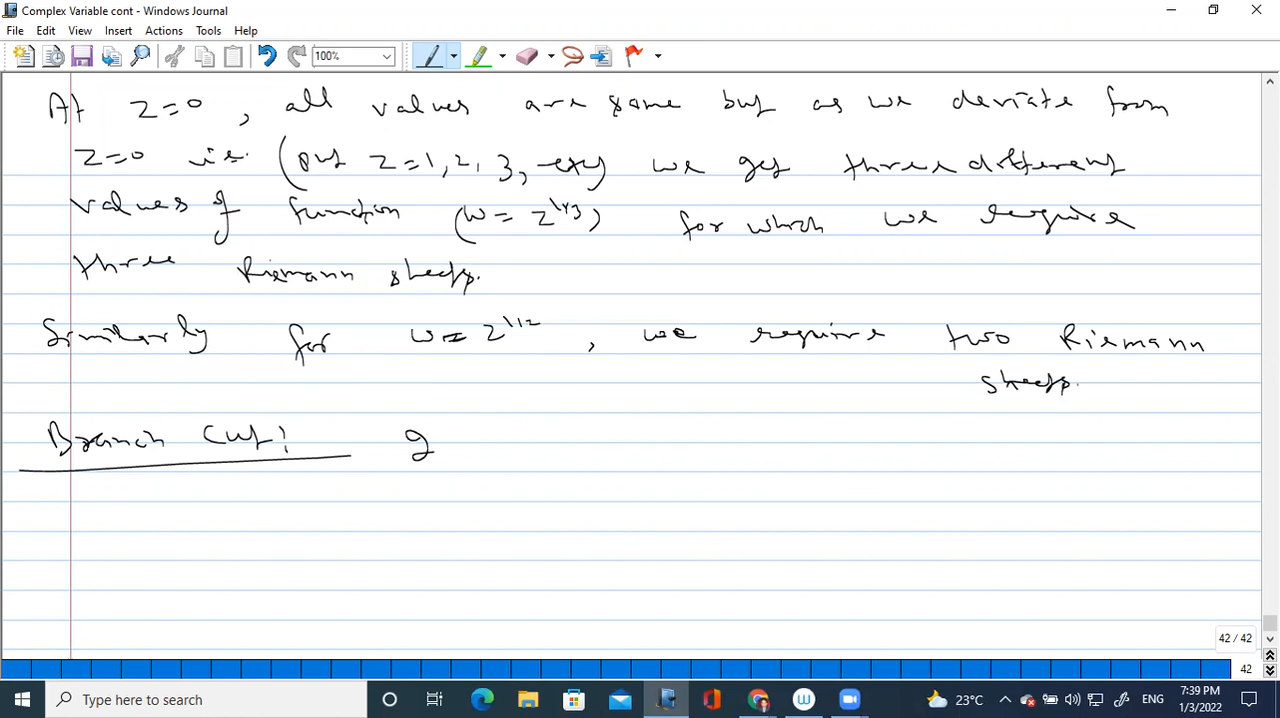 Complex Variable cont - Windows Journal
File Edit View Insert Actions Tools Help
100%
At z=0, all values are same but as we deviate from
z=0 i.e. (put z=1, 2, 3, -etc) we get three different
values of function (w = z^1/3) for which we require
three Riemann sheets.
Similarly for w = z^1/2, we require two Riemann
sheets.
Branch Cut:
42 / 42
42
Type here to search
23°C ENG 7:39 PM
1/3/2022